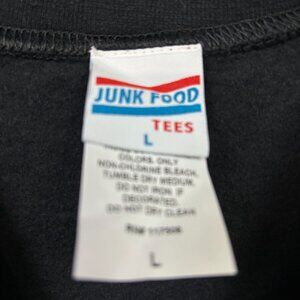 JUNK FOOD
TEES
L
COLORS. ONLY
NON-CHLORINE BLEACH.
TUMBLE DRY MEDIUM.
DO NOT IRON IF
DECORATED.
DO NOT DRY CLEAN.
L